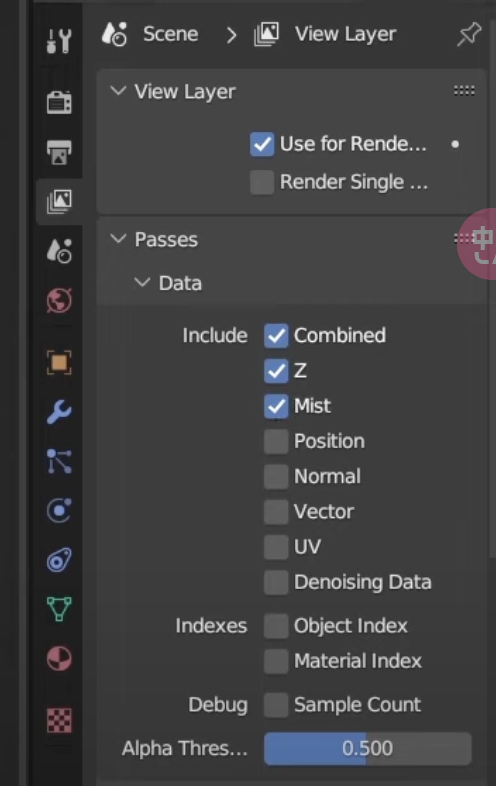 Scene > View Layer
View Layer
Use for Rende...
Render Single ...
Passes
Data
Include Combined
Z
Mist
Position
Normal
Vector
UV
Denoising Data
Indexes Object Index
Material Index
Debug Sample Count
Alpha Thres... 0.500